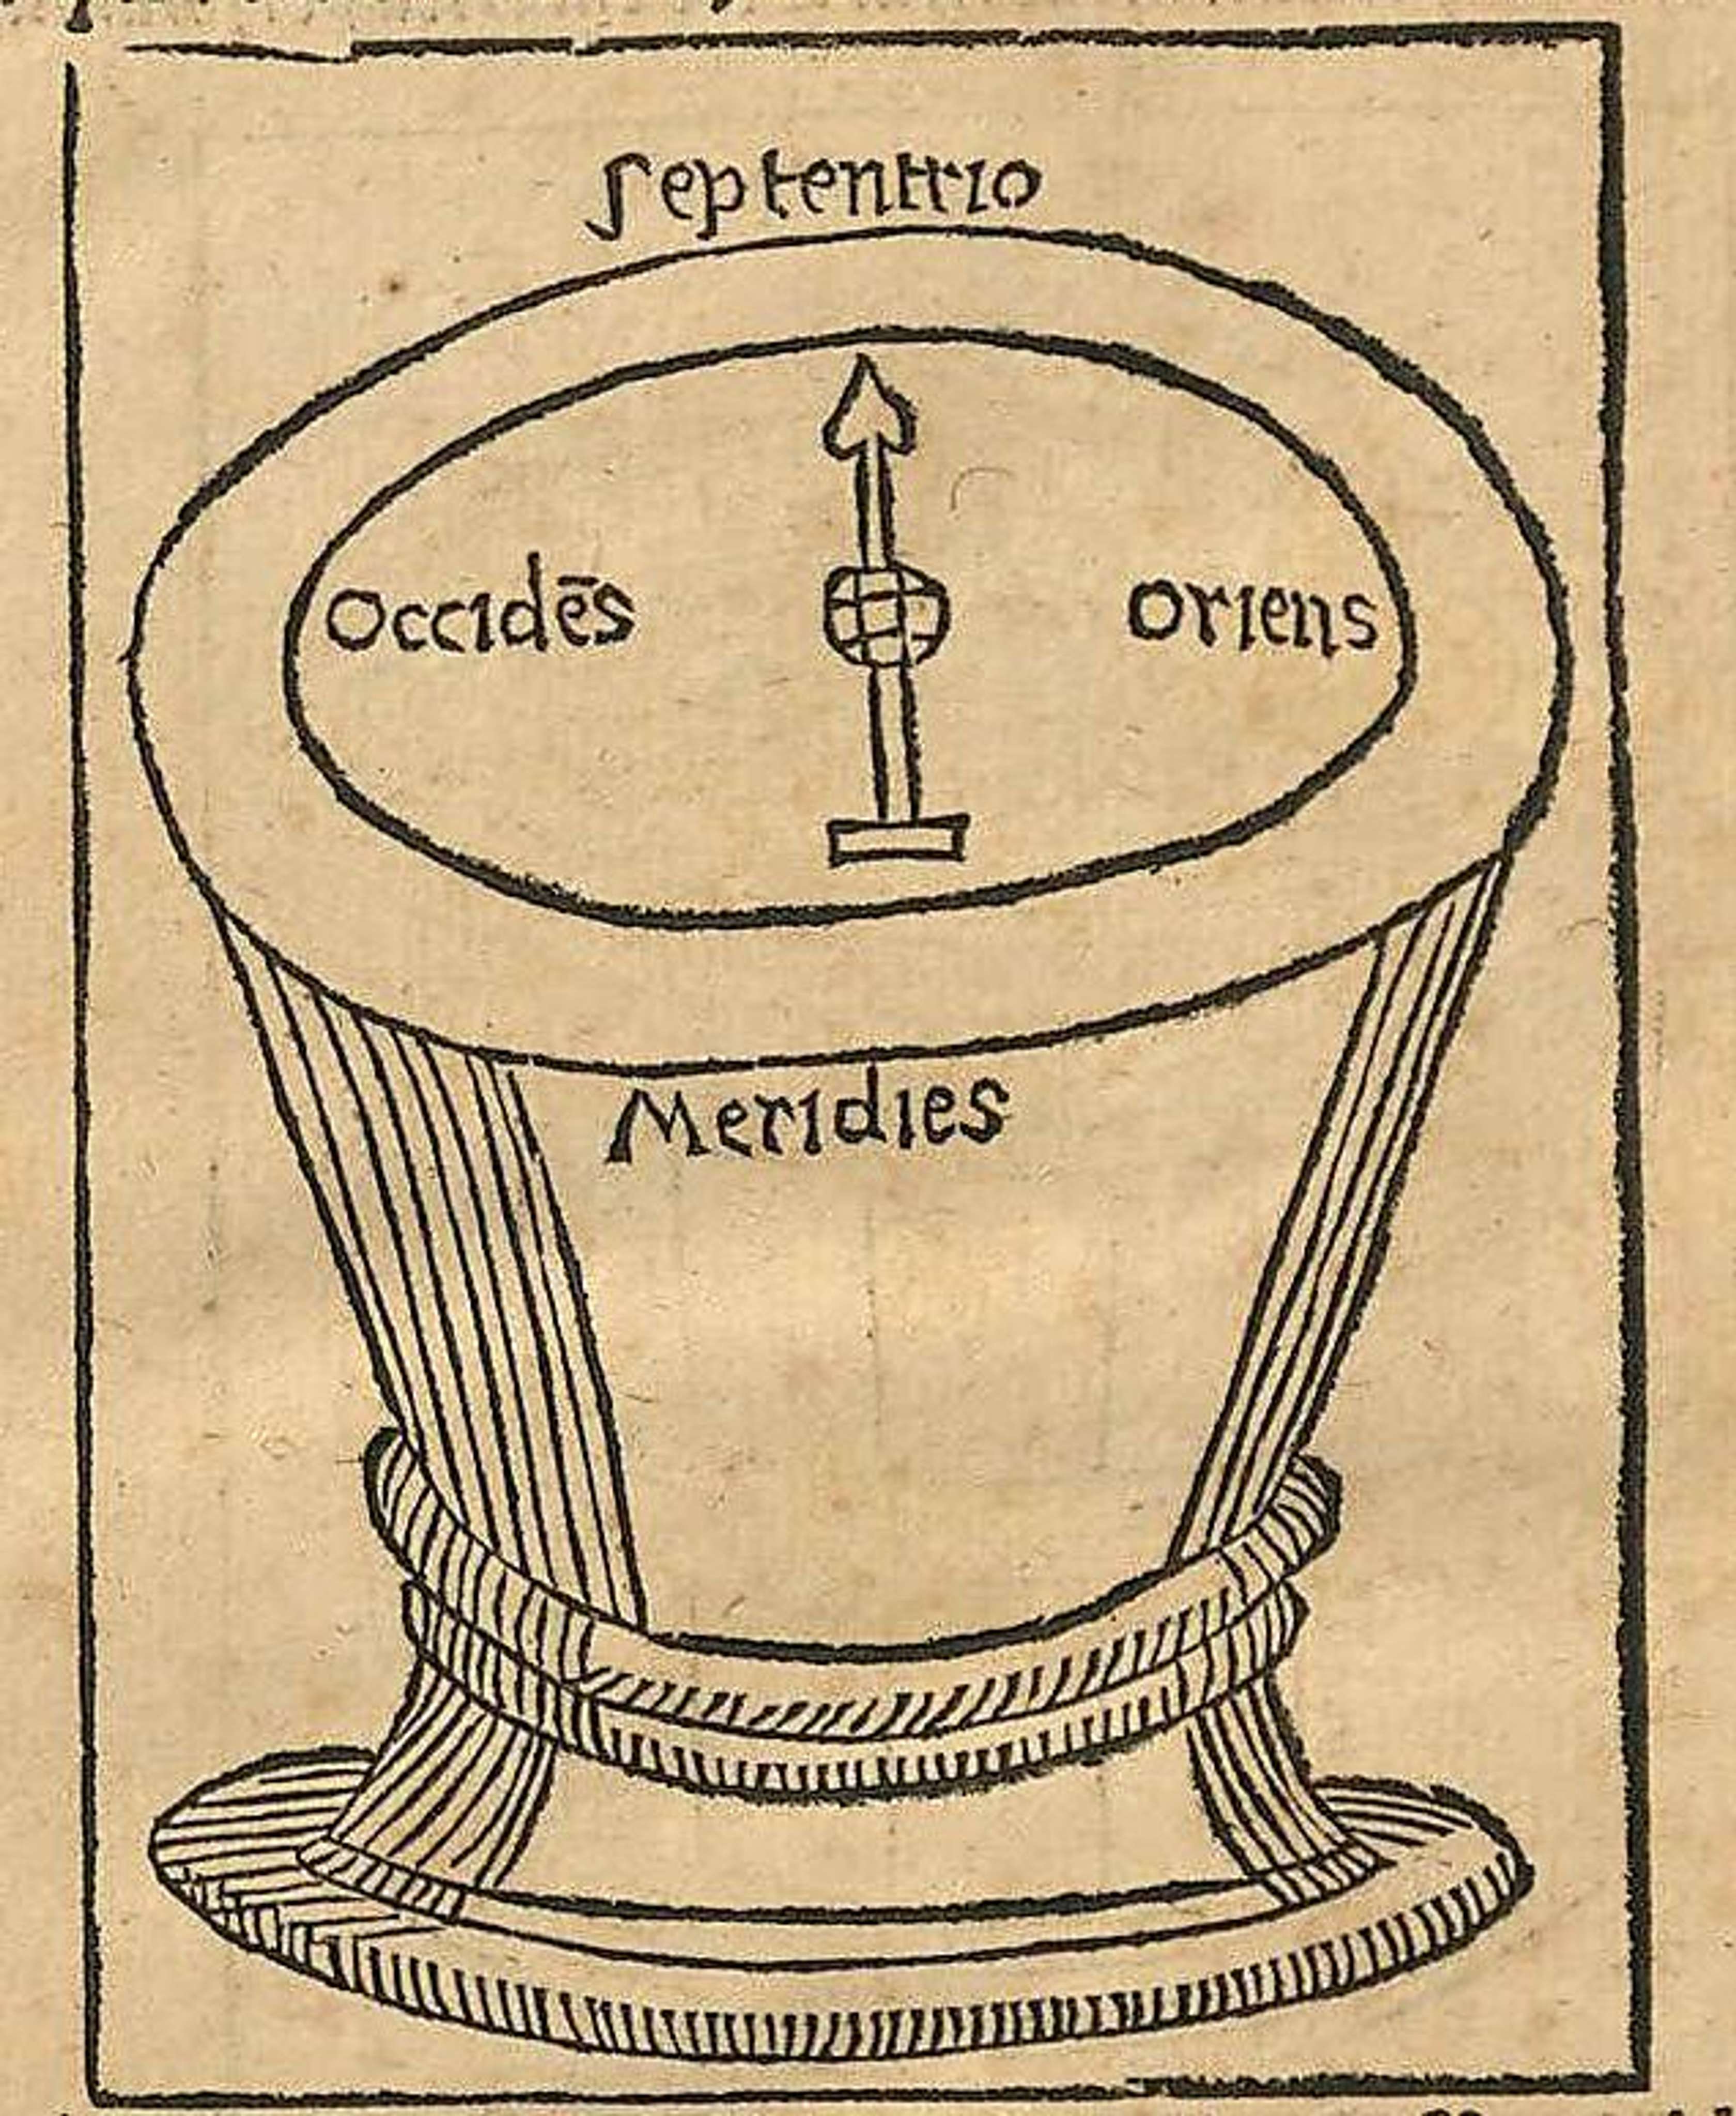 ſeptentrio
Occidēs
Oriens
Meridies